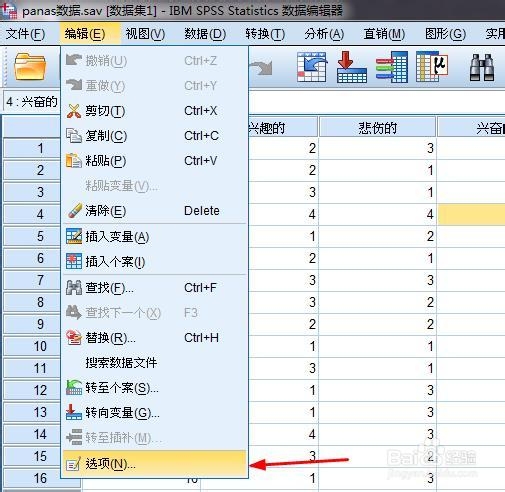 panas数据.sav [数据集1] - IBM SPSS Statistics 数据编辑器
文件(F) 编辑(E) 视图(V) 数据(D) 转换(T) 分析(A) 直销(M) 图形(G) 实用
4 : 兴奋的
撤销(U) Ctrl+Z
重做(Y) Ctrl+Y
剪切(T) Ctrl+X
复制(C) Ctrl+C
粘贴(P) Ctrl+V
粘贴变量(V)...
清除(E) Delete
插入变量(A)
插入个案(I)
查找(F)... Ctrl+F
查找下一个(X) F3
替换(R)... Ctrl+H
搜索数据文件
转至个案(S)...
转向变量(G)...
转至插补(M)...
选项(N)...
兴趣的 悲伤的 兴奋的
1 2 3
2 2 1
3 3 1
4 4 4
5 1 2
6 2 1
7 3 3
8 3 2
9 2 2
10 1 1
11 3 1
12 1 3
13 1 3
14 4 3
15 3 2
16 1 3
Baidu 经验